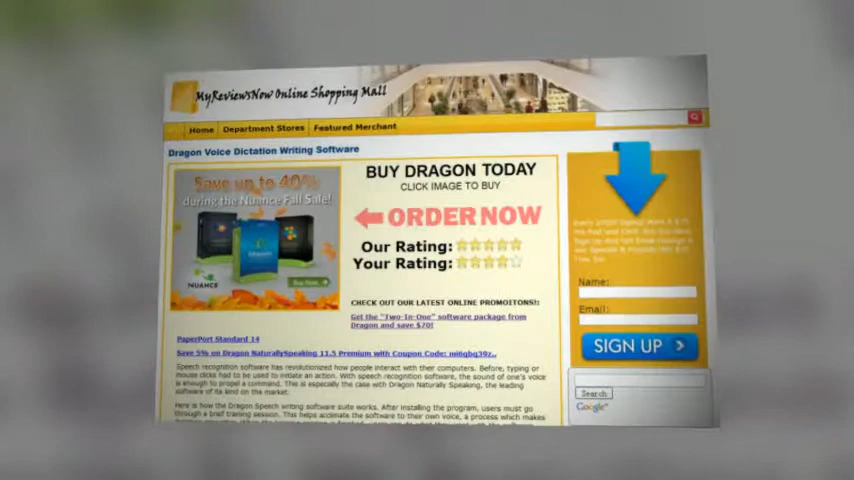 MyReviewsNow Online Shopping Mall
Home
Department Stores
Featured Merchant
Dragon Voice Dictation Writing Software
Save up to 40%
during the Nuance Fall Sale!
NUANCE
Buy Now
BUY DRAGON TODAY
CLICK IMAGE TO BUY
ORDER NOW
Our Rating:
Your Rating:
CHECK OUT OUR LATEST ONLINE PROMOITONS!:
Get the "Two-In-One" software package from
Dragon and save $70!
PaperPort Standard 14
Save 5% on Dragon NaturallySpeaking 11.5 Premium with Coupon Code:
Speech recognition software has revolutionized how people interact with their computers. Before, typing or
mouse clicks had to be used to initiate an action. With speech recognition software, the sound of one's voice
is enough to propel a command. This is especially the case with Dragon Naturally Speaking, the leading
software of its kind on the market.
Here is how the Dragon Speech writing software suite works. After installing the program, users must go
through a brief training session. This helps acclimate the software to their own voice, a process which makes
Name:
Email:
SIGN UP
Search
Google